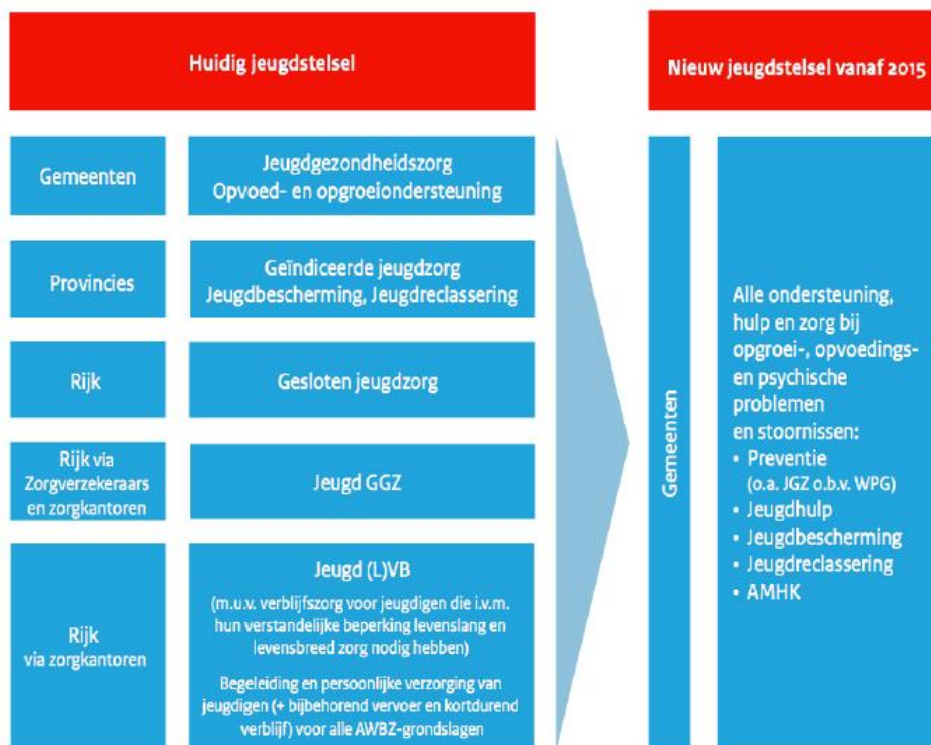 Huidig jeugdstelsel
Nieuw jeugdstelsel vanaf 2015
Gemeenten
Jeugdgezondheidszorg
Opvoed- en opgroeiondersteuning
Provincies
Geïndiceerde jeugdzorg
Jeugdbescherming, Jeugdreclassering
Rijk
Gesloten jeugdzorg
Rijk via
Zorgverzekeraars
en zorgkantoren
Jeugd GGZ
Rijk
via zorgkantoren
Jeugd (L)VB
(m.u.v. verblijfszorg voor jeugdigen die i.v.m.
hun verstandelijke beperking levenslang en
levensbreed zorg nodig hebben)
Begeleiding en persoonlijke verzorging van
jeugdigen (+ bijbehorend vervoer en kortdurend
verblijf) voor alle AWBZ-grondslagen
Gemeenten
Alle ondersteuning,
hulp en zorg bij
opgroei-, opvoedings-
en psychische
problemen
en stoornissen:
• Preventie
(o.a. JGZ o.b.v. WPG)
• Jeugdhulp
• Jeugdbescherming
• Jeugdreclassering
• AMHK